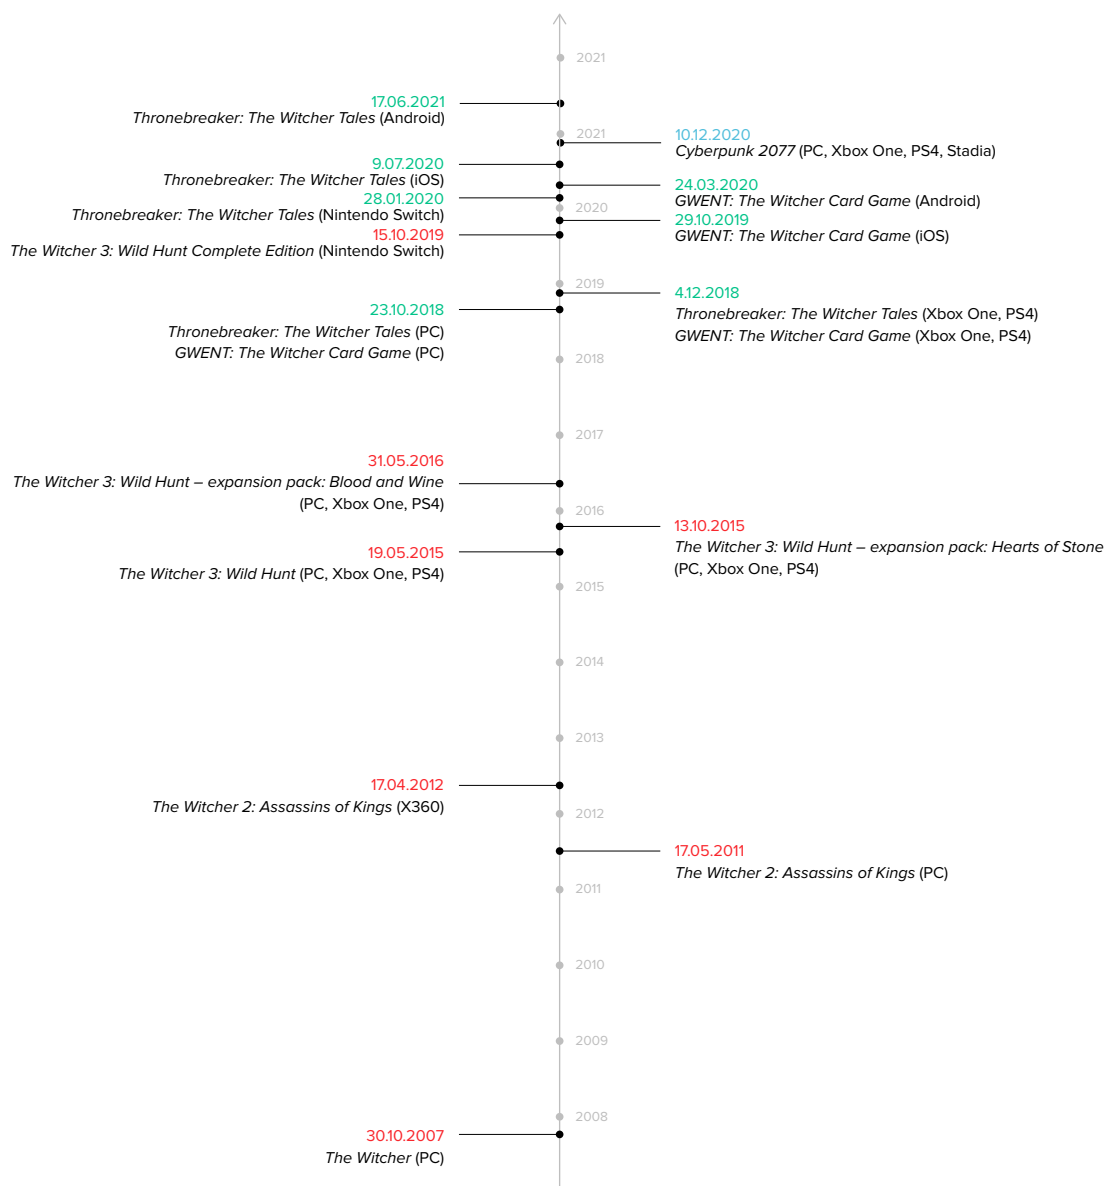 2021
17.06.2021
Thronebreaker: The Witcher Tales (Android)
2021
10.12.2020
Cyberpunk 2077 (PC, Xbox One, PS4, Stadia)
9.07.2020
Thronebreaker: The Witcher Tales (iOS)
24.03.2020
GWENT: The Witcher Card Game (Android)
28.01.2020
Thronebreaker: The Witcher Tales (Nintendo Switch)
2020
29.10.2019
GWENT: The Witcher Card Game (iOS)
15.10.2019
The Witcher 3: Wild Hunt Complete Edition (Nintendo Switch)
2019
4.12.2018
Thronebreaker: The Witcher Tales (Xbox One, PS4)
GWENT: The Witcher Card Game (Xbox One, PS4)
23.10.2018
Thronebreaker: The Witcher Tales (PC)
GWENT: The Witcher Card Game (PC)
2018
2017
31.05.2016
The Witcher 3: Wild Hunt – expansion pack: Blood and Wine
(PC, Xbox One, PS4)
2016
13.10.2015
The Witcher 3: Wild Hunt – expansion pack: Hearts of Stone
(PC, Xbox One, PS4)
19.05.2015
The Witcher 3: Wild Hunt (PC, Xbox One, PS4)
2015
2014
2013
17.04.2012
The Witcher 2: Assassins of Kings (X360)
2012
17.05.2011
The Witcher 2: Assassins of Kings (PC)
2011
2010
2009
2008
30.10.2007
The Witcher (PC)